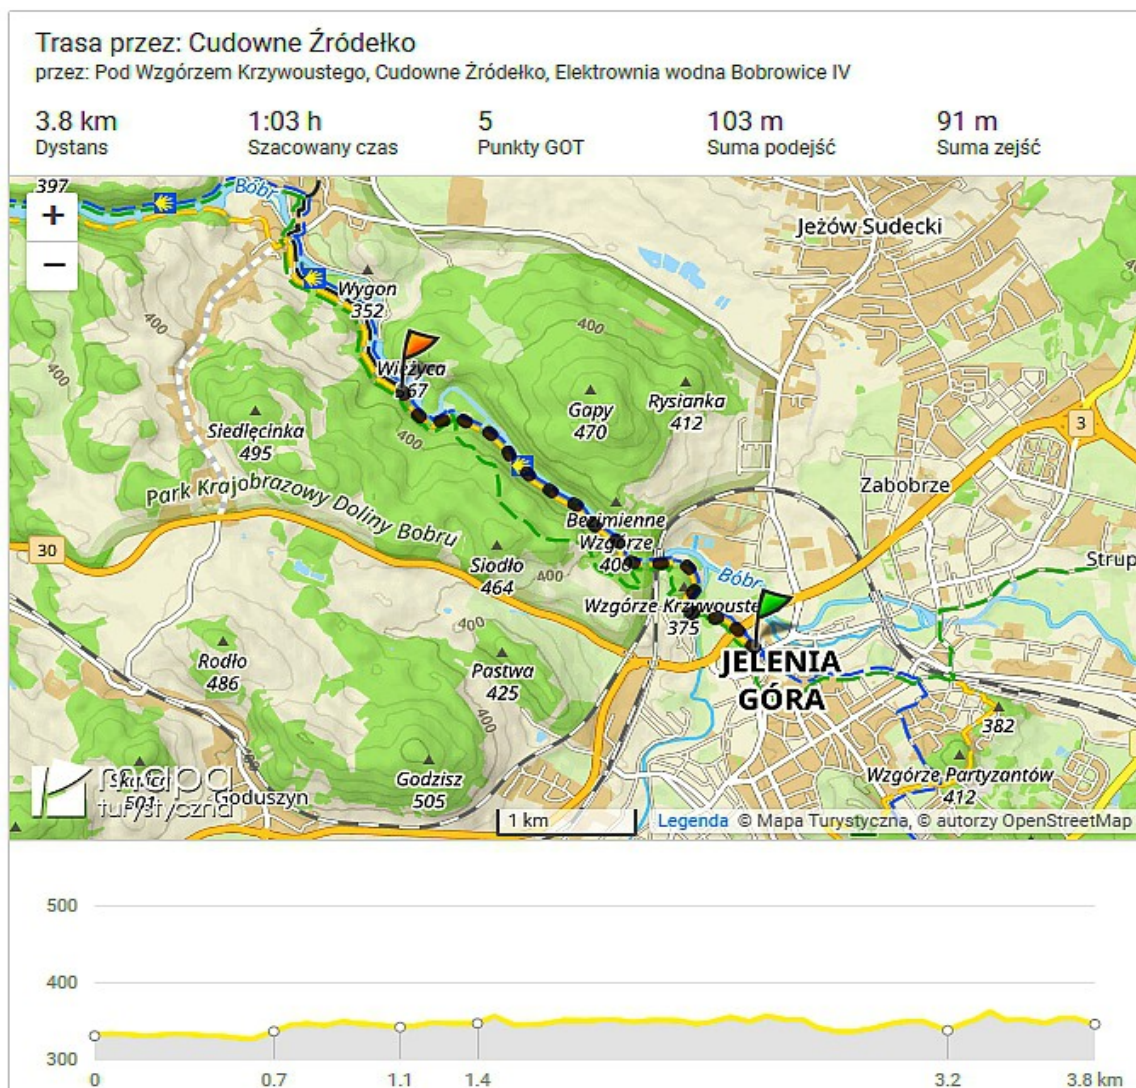 Trasa przez: Cudowne Źródełko
przez: Pod Wzgórzem Krzywoustego, Cudowne Źródełko, Elektrownia wodna Bobrowice IV
3.8 km 1:03 h 5 103 m 91 m
Dystans Szacowany czas Punkty GOT Suma podejść Suma zejść
397
Bóbr
+
−
Jeżów Sudecki
Wygon
352
400
400
400
Wieżyca
Gapy
470
Rysianka
412
3
Siedlęcinka
495
400
Zabobrze
Park Krajobrazowy Doliny Bobru
Bezimienne
Wzgórze
400
30
Siodło
464
400
Bóbr
Strup
Wzgórze Krzywouste
375
400
JELENIA
GÓRA
Rodło
486
Pastwa
425
400
382
Wzgórze Partyzantów
412
mapa
turystyczna
501
Goduszyn
Godzisz
505
1 km
Legenda © Mapa Turystyczna, © autorzy OpenStreetMap
500
400
300
0 0.7 1.1 1.4 3.2 3.8 km